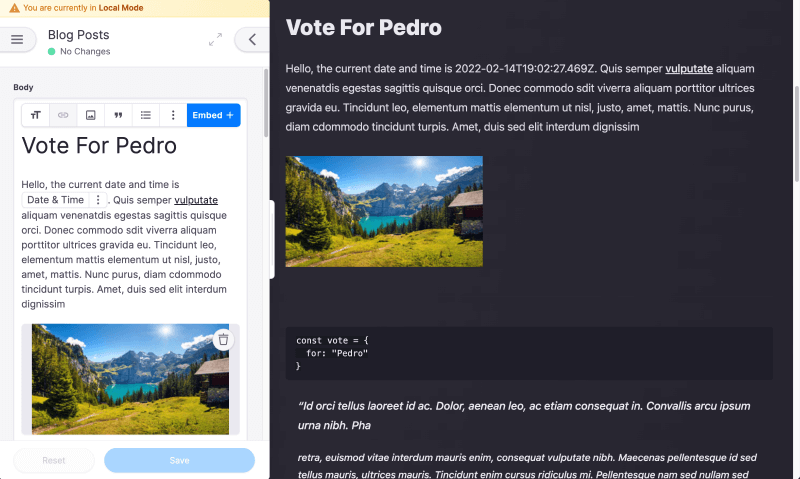 You are currently in Local Mode
Blog Posts
No Changes
Body
Embed +
Vote For Pedro
Hello, the current date and time is
Date & Time . Quis semper vulputate
aliquam venenatdis egestas sagittis quisque
orci. Donec commodo sdit viverra aliquam
porttitor ultrices gravida eu. Tincidunt leo,
elementum mattis elementum ut nisl, justo,
amet, mattis. Nunc purus, diam cdommodo
tincidunt turpis. Amet, duis sed elit interdum
dignissim
Reset
Save
Vote For Pedro
Hello, the current date and time is 2022-02-14T19:02:27.469Z. Quis semper vulputate aliquam
venenatdis egestas sagittis quisque orci. Donec commodo sdit viverra aliquam porttitor ultrices
gravida eu. Tincidunt leo, elementum mattis elementum ut nisl, justo, amet, mattis. Nunc purus,
diam cdommodo tincidunt turpis. Amet, duis sed elit interdum dignissim
const vote = {
for: "Pedro"
}
“Id orci tellus laoreet id ac. Dolor, aenean leo, ac etiam consequat in. Convallis arcu ipsum
urna nibh. Pha
retra, euismod vitae interdum mauris enim, consequat vulputate nibh. Maecenas pellentesque id sed
tellus mauris, ultrices mauris. Tincidunt enim cursus ridiculus mi. Pellentesque nam sed nullam sed